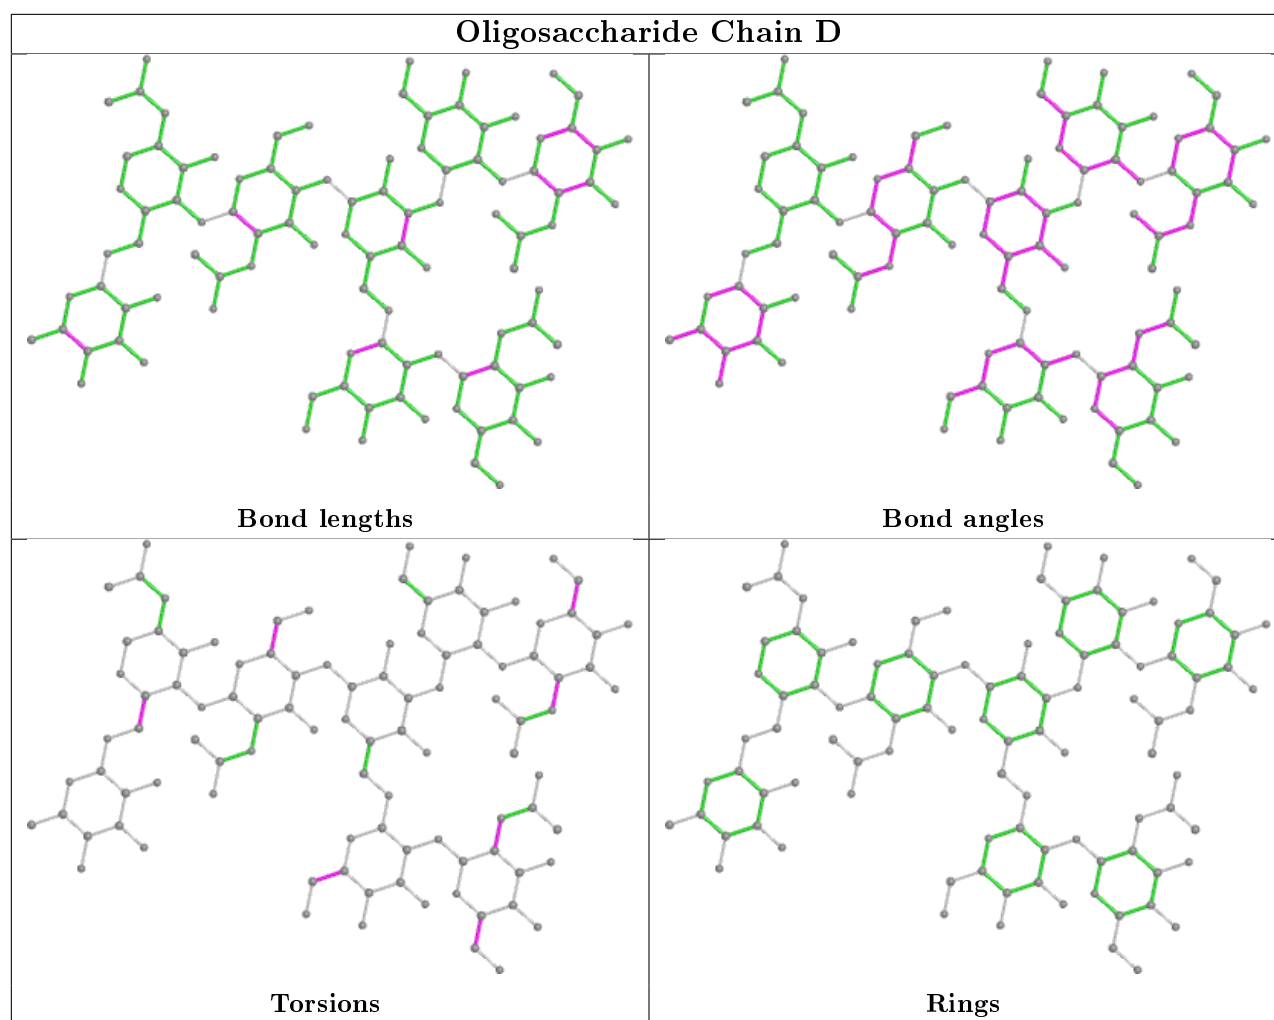 Oligosaccharide Chain D
Bond lengths
Bond angles
Torsions
Rings